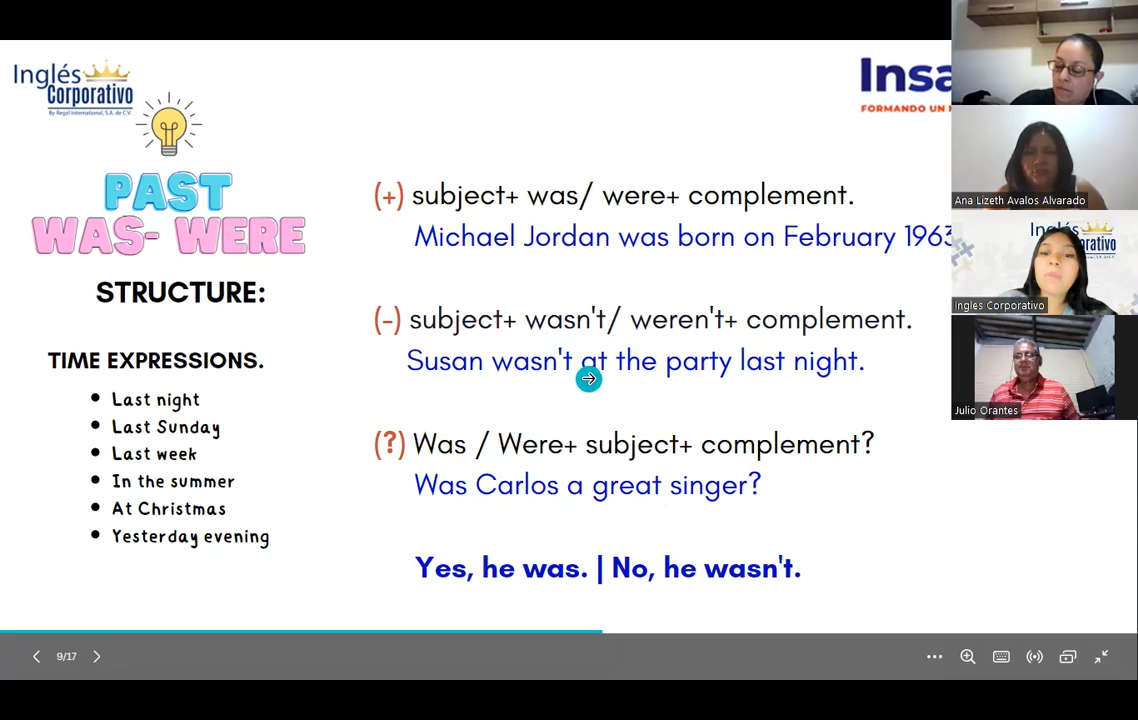 Inglés
Corporativo
By Regol International, S.A. de C.V.
PAST
WAS- WERE
STRUCTURE:
TIME EXPRESSIONS.
Last night
Last Sunday
Last week
In the summer
At Christmas
Yesterday evening
Insa
FORMANDO UN
(+) subject+ was/ were+ complement.
Michael Jordan was born on February 1963
(-) subject+ wasn't/ weren't+ complement.
Susan wasn't at the party last night.
(?) Was / Were+ subject+ complement?
Was Carlos a great singer?
Yes, he was. | No, he wasn't.
9/17
Ana Lizeth Avalos Alvarado
Inglés
Ingles Corporativo
Julio Orantes